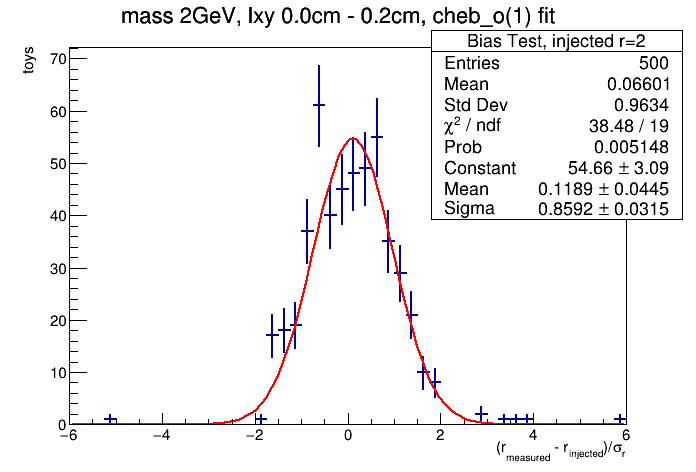 mass 2GeV, lxy 0.0cm - 0.2cm, cheb_o(1) fit
toys
Bias Test, injected r=2
Entries 500
Mean 0.06601
Std Dev 0.9634
χ² / ndf 38.48 / 19
Prob 0.005148
Constant 54.66 ± 3.09
Mean 0.1189 ± 0.0445
Sigma 0.8592 ± 0.0315
70
60
50
40
30
20
10
0
−6 −4 −2 0 2 4 6
(r_measured - r_injected)/σ_r